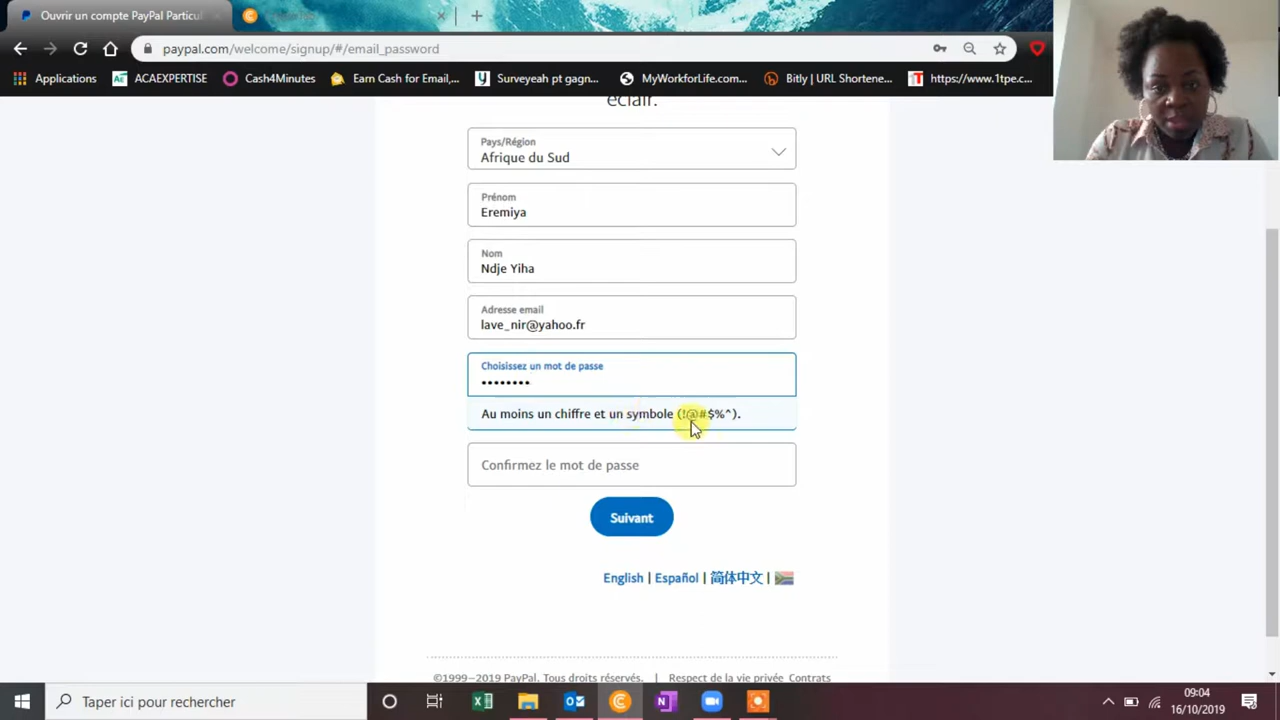 Ouvrir un compte PayPal Particul
paypal.com/welcome/signup/#/email_password
Applications
ACAEXPERTISE
Cash4Minutes
Earn Cash for Email,...
Surveyeah pt gagn...
MyWorkforLife.com...
Bitly | URL Shortene...
https://www.1tpe.c...
éclair.
Pays/Région
Afrique du Sud
Prénom
Eremiya
Nom
Ndje Yiha
Adresse email
lave_nir@yahoo.fr
Choisissez un mot de passe
••••••••
Au moins un chiffre et un symbole (!@#$%^).
Confirmez le mot de passe
Suivant
English | Español | 简体中文 |
©1999–2019 PayPal. Tous droits réservés. | Respect de la vie privée Contrats
Taper ici pour rechercher
09:04
16/10/2019